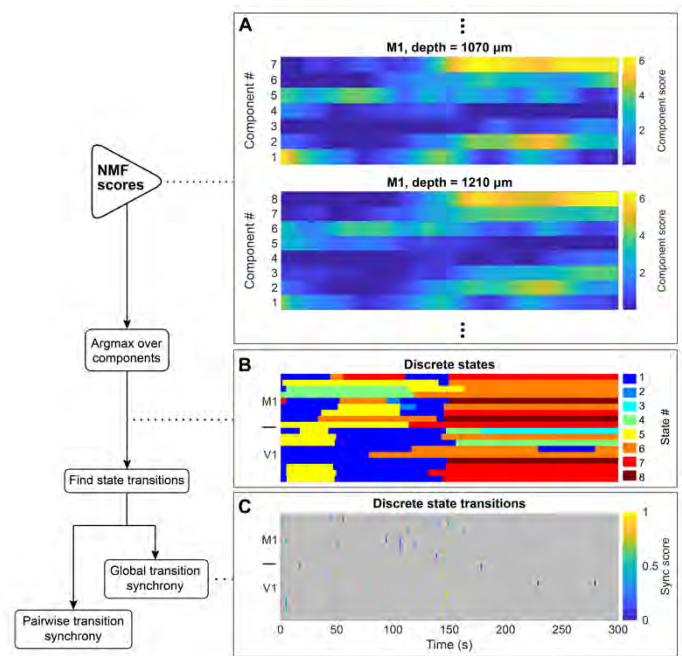 A
M1, depth = 1070 µm
Component #
7
6
5
4
3
2
1
6
4
2
Component score
NMF
scores
M1, depth = 1210 µm
Component #
8
7
6
5
4
3
2
1
6
4
2
Component score
Argmax over
components
B
Discrete states
M1
V1
1
2
3
4
5
6
7
8
State #
Find state transitions
C
Discrete state transitions
M1
V1
1
0.5
0
Sync score
Global transition
synchrony
Pairwise transition
synchrony
0
50
100
150
200
250
300
Time (s)